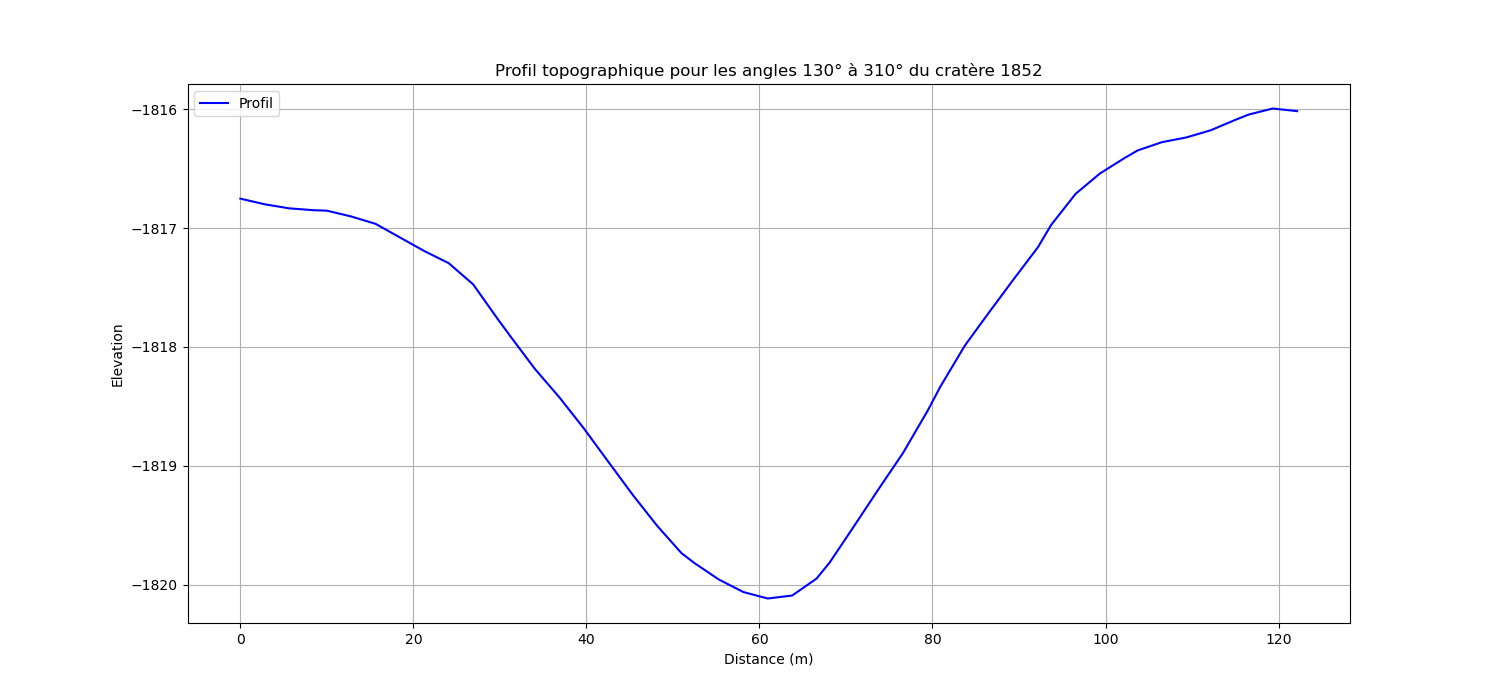 Profil topographique pour les angles 130° à 310° du cratère 1852
Profil
−1816
−1817
−1818
−1819
−1820
Elevation
0 20 40 60 80 100 120
Distance (m)